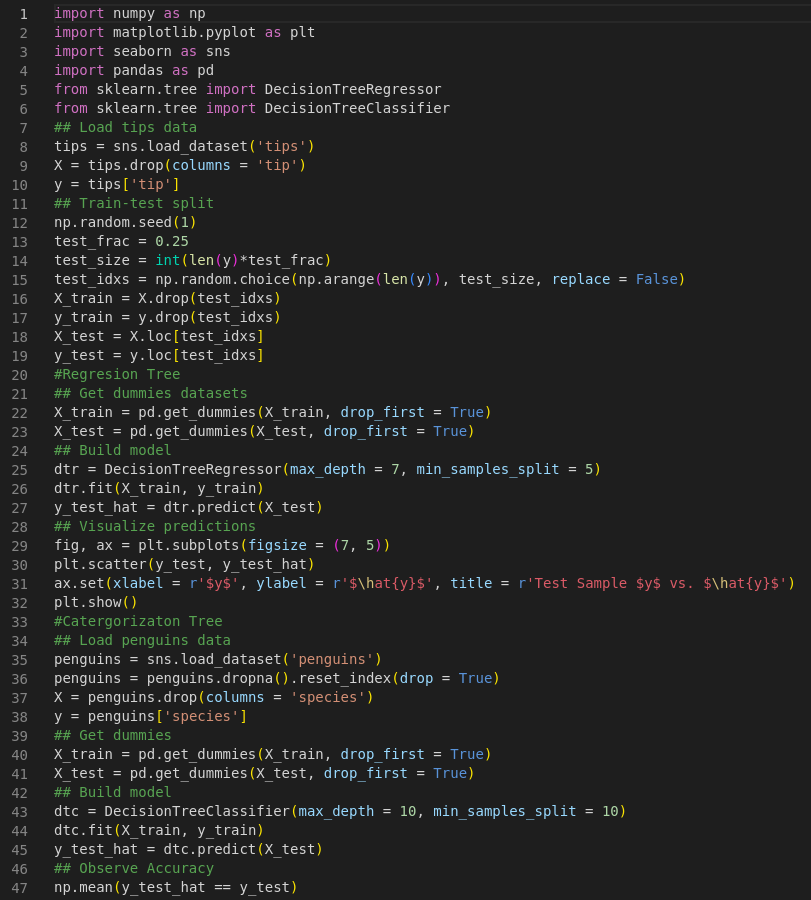 1 import numpy as np
2 import matplotlib.pyplot as plt
3 import seaborn as sns
4 import pandas as pd
5 from sklearn.tree import DecisionTreeRegressor
6 from sklearn.tree import DecisionTreeClassifier
7 ## Load tips data
8 tips = sns.load_dataset('tips')
9 X = tips.drop(columns = 'tip')
10 y = tips['tip']
11 ## Train-test split
12 np.random.seed(1)
13 test_frac = 0.25
14 test_size = int(len(y)*test_frac)
15 test_idxs = np.random.choice(np.arange(len(y)), test_size, replace = False)
16 X_train = X.drop(test_idxs)
17 y_train = y.drop(test_idxs)
18 X_test = X.loc[test_idxs]
19 y_test = y.loc[test_idxs]
20 #Regresion Tree
21 ## Get dummies datasets
22 X_train = pd.get_dummies(X_train, drop_first = True)
23 X_test = pd.get_dummies(X_test, drop_first = True)
24 ## Build model
25 dtr = DecisionTreeRegressor(max_depth = 7, min_samples_split = 5)
26 dtr.fit(X_train, y_train)
27 y_test_hat = dtr.predict(X_test)
28 ## Visualize predictions
29 fig, ax = plt.subplots(figsize = (7, 5))
30 plt.scatter(y_test, y_test_hat)
31 ax.set(xlabel = r'$y$', ylabel = r'$\hat{y}$', title = r'Test Sample $y$ vs. $\hat{y}$')
32 plt.show()
33 #Catergorizaton Tree
34 ## Load penguins data
35 penguins = sns.load_dataset('penguins')
36 penguins = penguins.dropna().reset_index(drop = True)
37 X = penguins.drop(columns = 'species')
38 y = penguins['species']
39 ## Get dummies
40 X_train = pd.get_dummies(X_train, drop_first = True)
41 X_test = pd.get_dummies(X_test, drop_first = True)
42 ## Build model
43 dtc = DecisionTreeClassifier(max_depth = 10, min_samples_split = 10)
44 dtc.fit(X_train, y_train)
45 y_test_hat = dtc.predict(X_test)
46 ## Observe Accuracy
47 np.mean(y_test_hat == y_test)